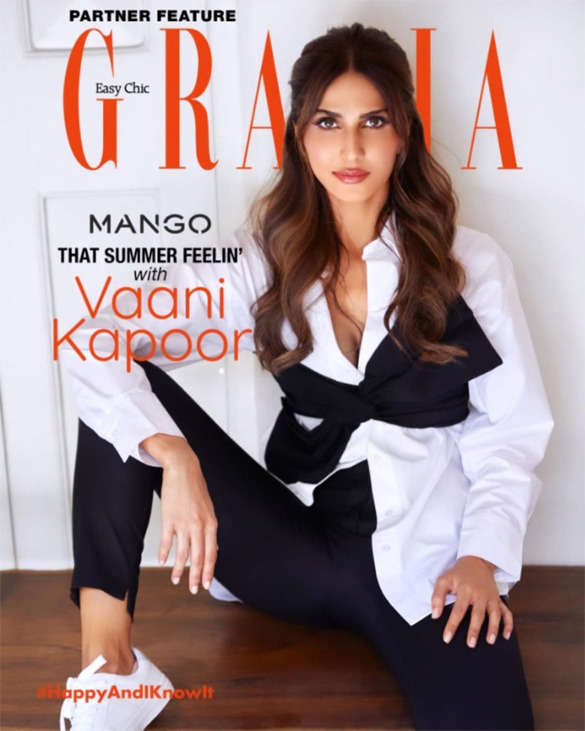 PARTNER FEATURE
GRAZIA
Easy Chic
MANGO
THAT SUMMER FEELIN'
with
Vaani
Kapoor
#HappyAndIKnowIt